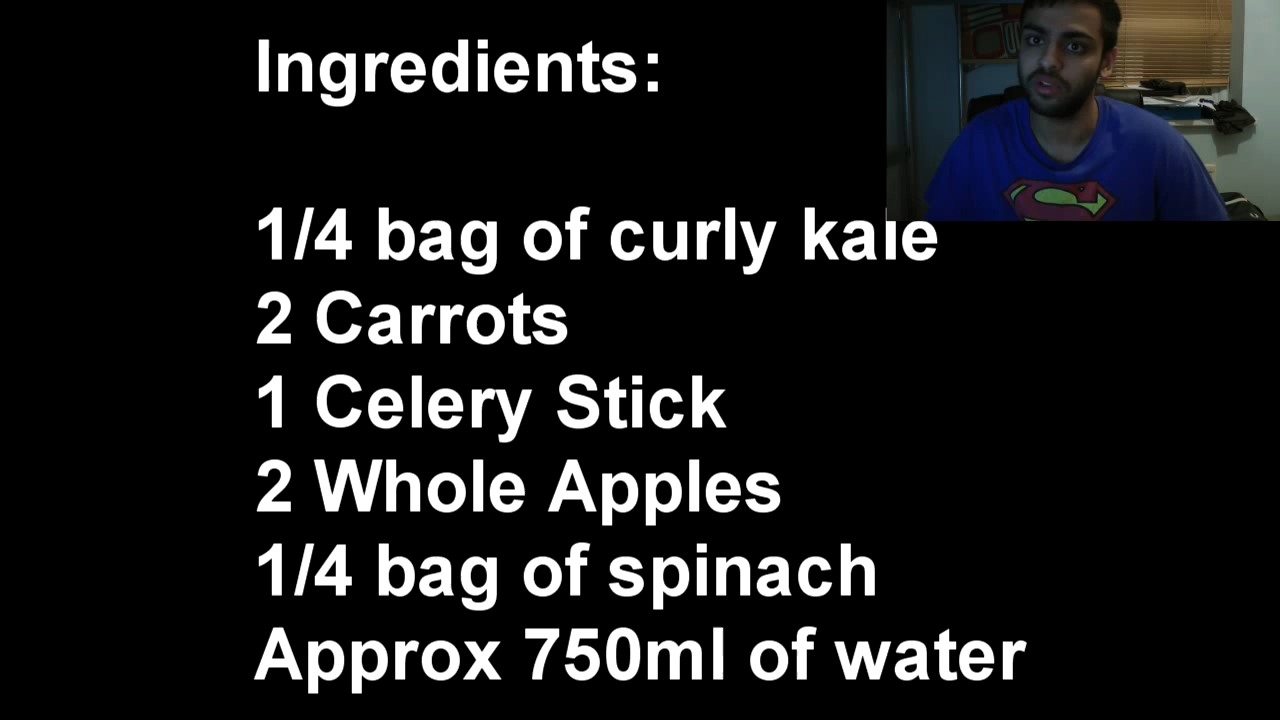 Ingredients:
1/4 bag of curly kale
2 Carrots
1 Celery Stick
2 Whole Apples
1/4 bag of spinach
Approx 750ml of water